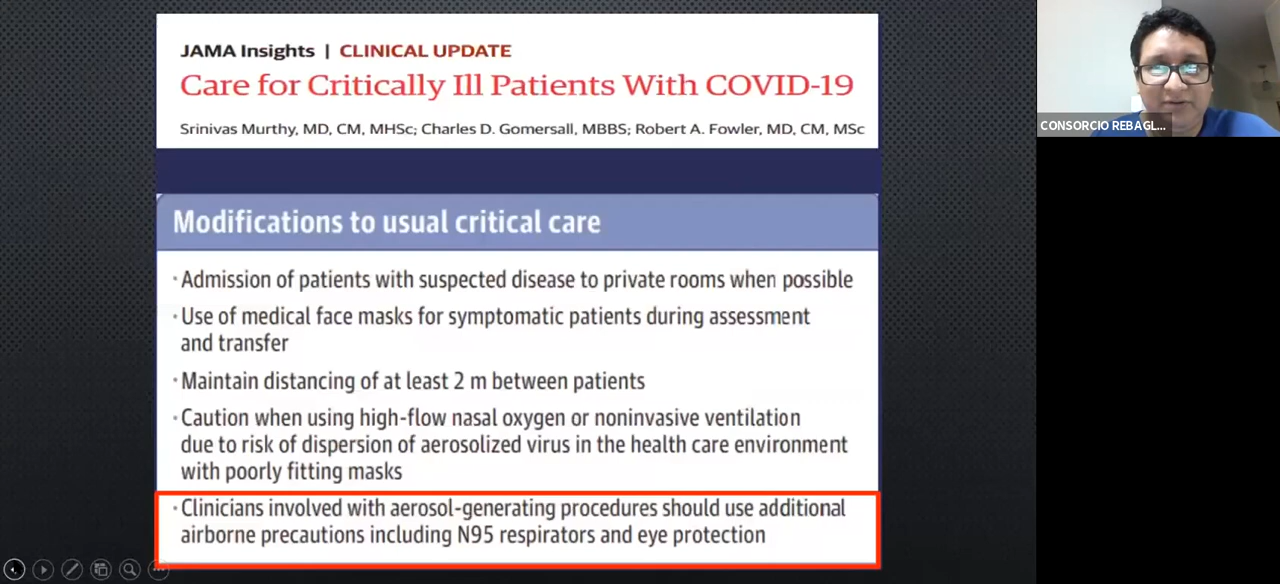 JAMA Insights | CLINICAL UPDATE
Care for Critically Ill Patients With COVID-19
Srinivas Murthy, MD, CM, MHSc; Charles D. Gomersall, MBBS; Robert A. Fowler, MD, CM, MSc
CONSORCIO REBAGL...
Modifications to usual critical care
· Admission of patients with suspected disease to private rooms when possible
· Use of medical face masks for symptomatic patients during assessment
and transfer
· Maintain distancing of at least 2 m between patients
· Caution when using high-flow nasal oxygen or noninvasive ventilation
due to risk of dispersion of aerosolized virus in the health care environment
with poorly fitting masks
· Clinicians involved with aerosol-generating procedures should use additional
airborne precautions including N95 respirators and eye protection